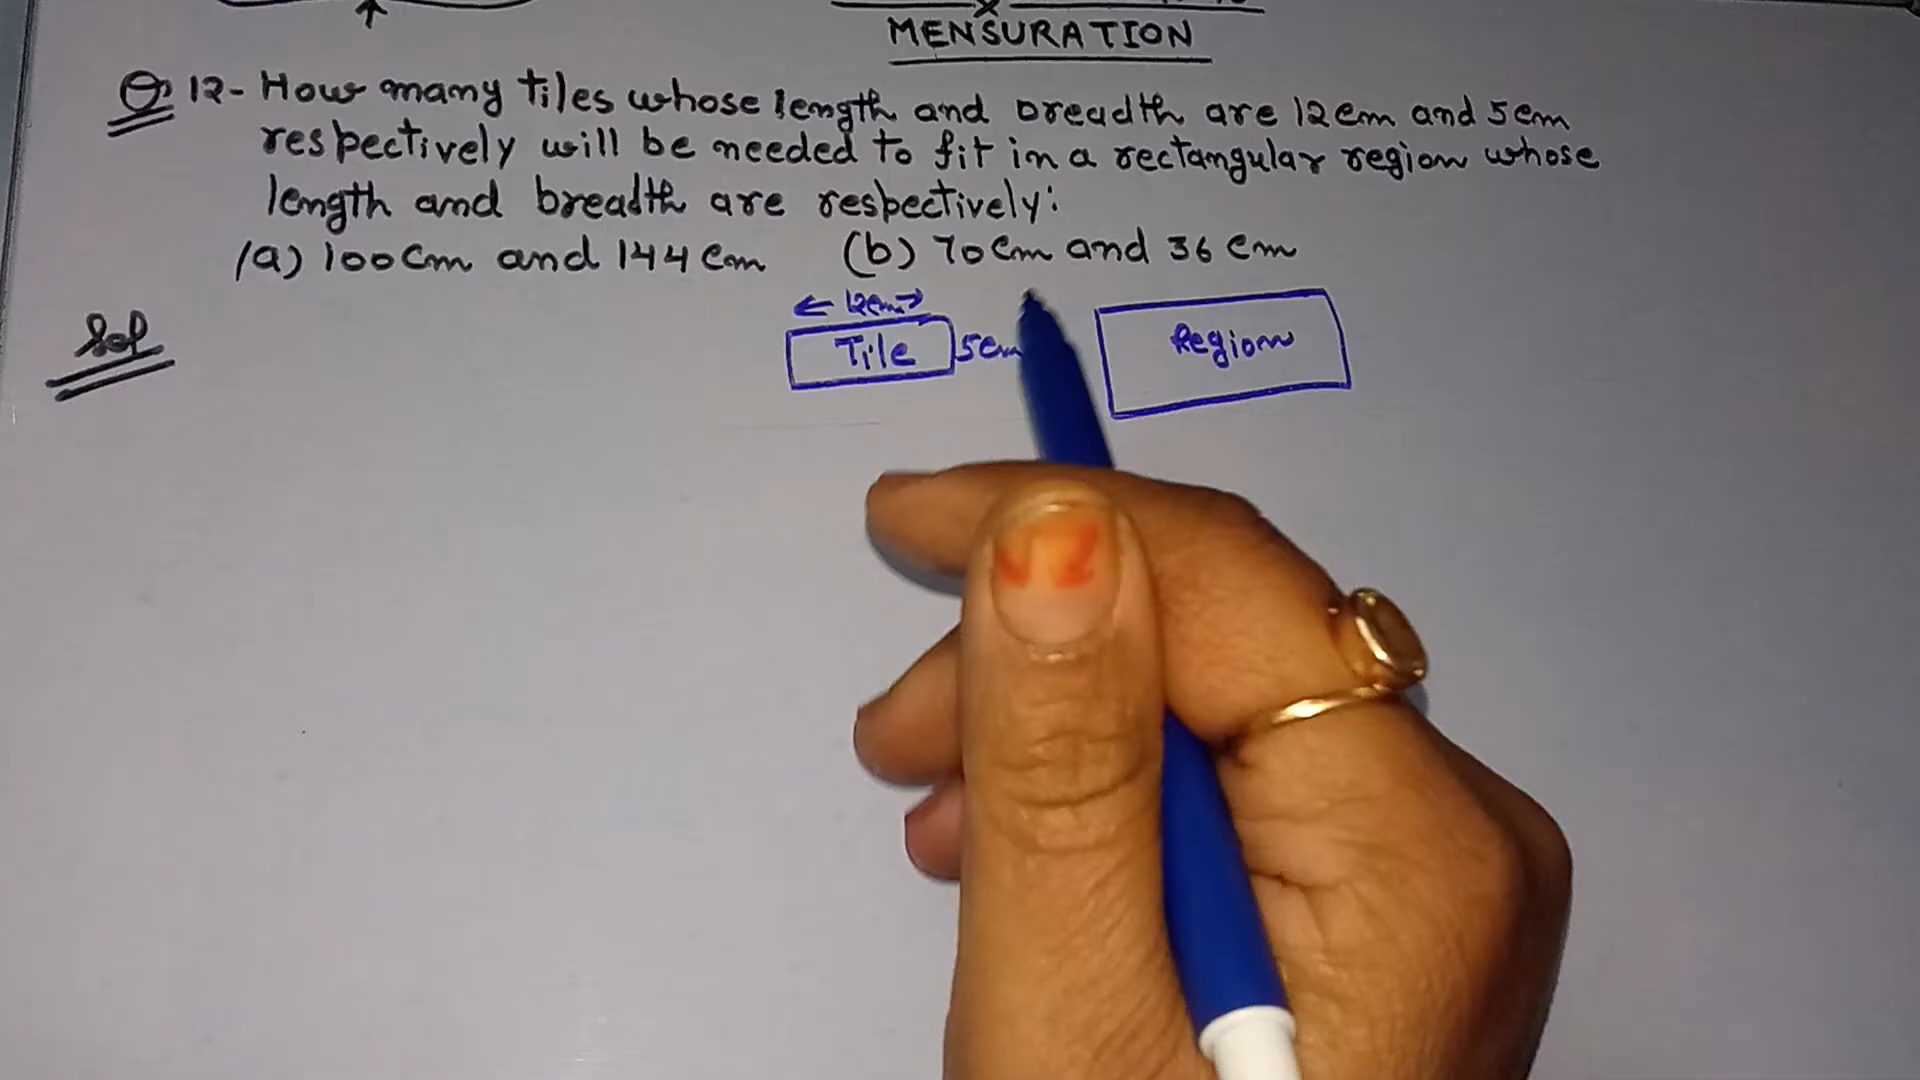 MENSURATION
Q 12- How many tiles whose length and breadth are 12cm and 5cm
respectively will be needed to fit in a rectangular region whose
length and breadth are respectively:
(a) 100cm and 144cm (b) 70cm and 36cm
Sol
12cm
Tile 5cm
Region